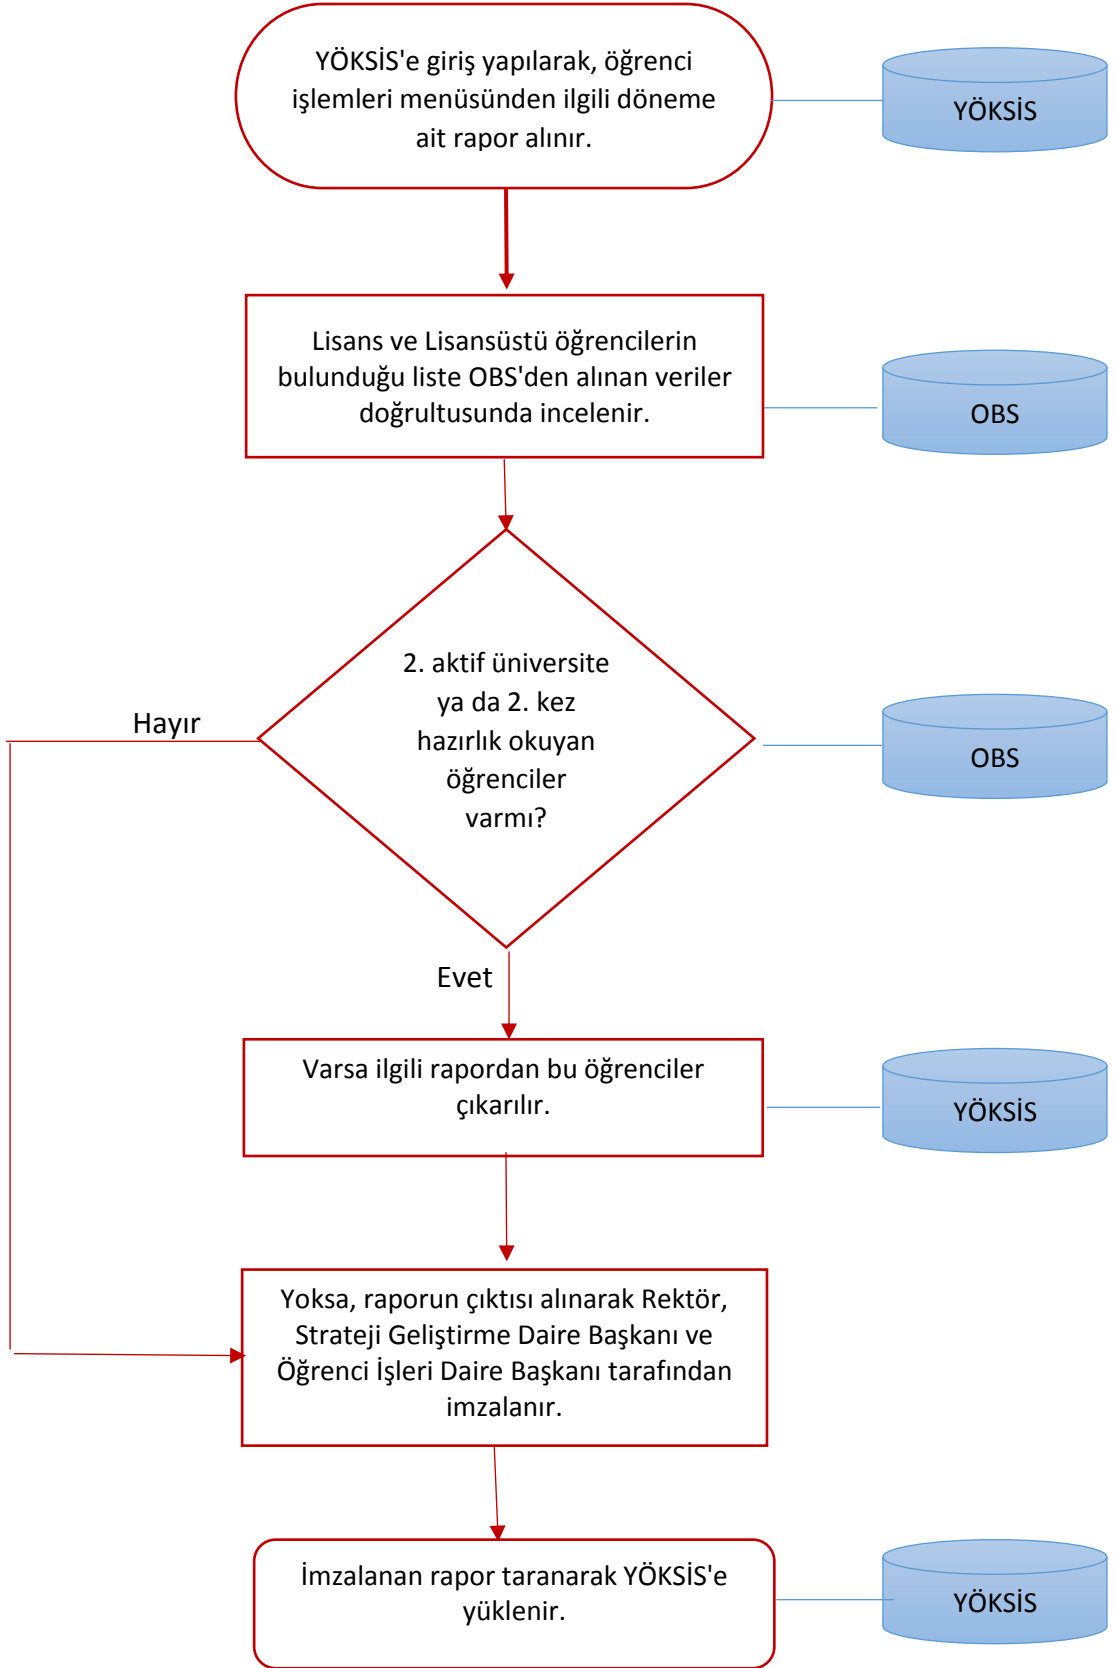 YÖKSİS'e giriş yapılarak, öğrenci
işlemleri menüsünden ilgili döneme
ait rapor alınır.
YÖKSİS
Lisans ve Lisansüstü öğrencilerin
bulunduğu liste OBS'den alınan veriler
doğrultusunda incelenir.
OBS
2. aktif üniversite
ya da 2. kez
hazırlık okuyan
öğrenciler
varmı?
Hayır
OBS
Evet
Varsa ilgili rapordan bu öğrenciler
çıkarılır.
YÖKSİS
Yoksa, raporun çıktısı alınarak Rektör,
Strateji Geliştirme Daire Başkanı ve
Öğrenci İşleri Daire Başkanı tarafından
imzalanır.
İmzalanan rapor taranarak YÖKSİS'e
yüklenir.
YÖKSİS